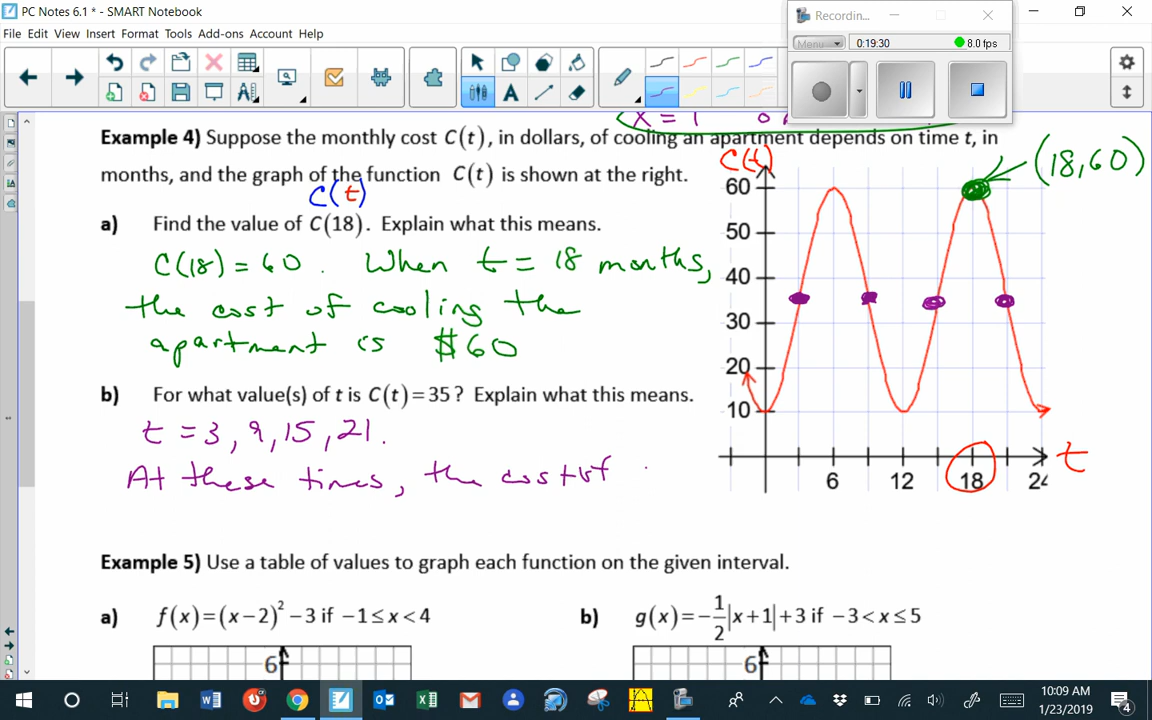 PC Notes 6.1 * - SMART Notebook
Recordin...
File Edit View Insert Format Tools Add-ons Account Help
Menu
0:19:30
8.0 fps
x = 1
Example 4) Suppose the monthly cost C(t), in dollars, of cooling an apartment depends on time t, in
months, and the graph of the function C(t) is shown at the right.
C(t)
C(t)
(18,60)
a) Find the value of C(18). Explain what this means.
C(18) = 60. When t = 18 months,
the cost of cooling the
apartment is $60
b) For what value(s) of t is C(t)=35? Explain what this means.
t = 3, 9, 15, 21.
At these times, the cost of
60
50
40
30
20
10
6 12 18 24
t
Example 5) Use a table of values to graph each function on the given interval.
a) f(x)=(x−2)²−3 if −1≤x<4
b) g(x)=−1/2|x+1|+3 if −3<x≤5
6
6
10:09 AM
1/23/2019
4